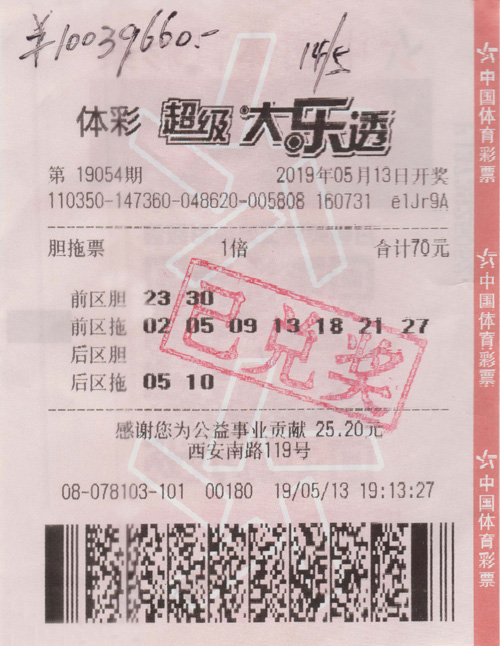 ¥10039660.-
14/5
体彩 超级大乐透
第 19054期 2019年05月13日开奖
110350-147360-048620-005808 160731 e1Jr9A
胆拖票 1倍 合计70元
前区胆 23 30
前区拖 02 05 09 13 18 21 27
后区胆
后区拖 05 10
已兑奖
感谢您为公益事业贡献 25.20元
西安南路119号
08-078103-101 00180 19/05/13 19:13:27
中国体育彩票
中国体育彩票
中国体育彩票